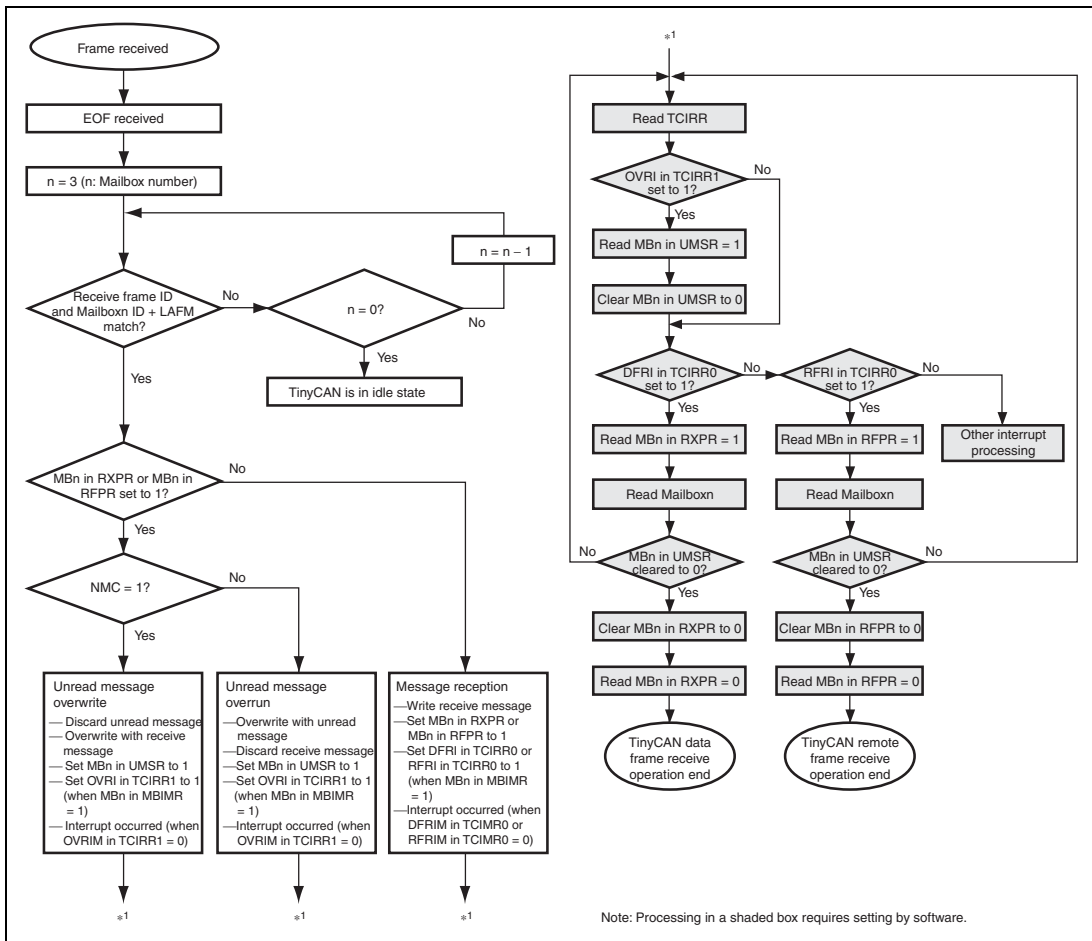 Frame received
EOF received
n = 3 (n: Mailbox number)
n = n – 1
Receive frame ID
and Mailboxn ID + LAFM
match?
No
n = 0?
No
Yes
Yes
TinyCAN is in idle state
MBn in RXPR or MBn in
RFPR set to 1?
No
Yes
NMC = 1?
No
Yes
Unread message
overwrite
— Discard unread message
— Overwrite with receive
message
— Set MBn in UMSR to 1
— Set OVRI in TCIRR1 to 1
(when MBn in MBIMR
= 1)
— Interrupt occurred (when
OVRIM in TCIRR1 = 0)
*1
Unread message
overrun
— Overwrite with unread
message
— Discard receive message
— Set MBn in UMSR to 1
— Set OVRI in TCIRR1 to 1
(when MBn in MBIMR
= 1)
— Interrupt occurred (when
OVRIM in TCIRR1 = 0)
*1
Message reception
— Write receive message
— Set MBn in RXPR or
MBn in RFPR to 1
— Set DFRI in TCIRR0 or
RFRI in TCIRR0 to 1
(when MBn in MBIMR
= 1)
— Interrupt occurred (when
DFRIM in TCIMR0 or
RFRIM in TCIMR0 = 0)
*1
*1
Read TCIRR
OVRI in TCIRR1
set to 1?
No
Yes
Read MBn in UMSR = 1
Clear MBn in UMSR to 0
DFRI in TCIRR0
set to 1?
No
Yes
RFRI in TCIRR0
set to 1?
No
Yes
Other interrupt
processing
Read MBn in RXPR = 1
Read Mailboxn
MBn in UMSR
cleared to 0?
No
Yes
Clear MBn in RXPR to 0
Read MBn in RXPR = 0
TinyCAN data
frame receive
operation end
Read MBn in RFPR = 1
Read Mailboxn
MBn in UMSR
cleared to 0?
No
Yes
Clear MBn in RFPR to 0
Read MBn in RFPR = 0
TinyCAN remote
frame receive
operation end
Note: Processing in a shaded box requires setting by software.